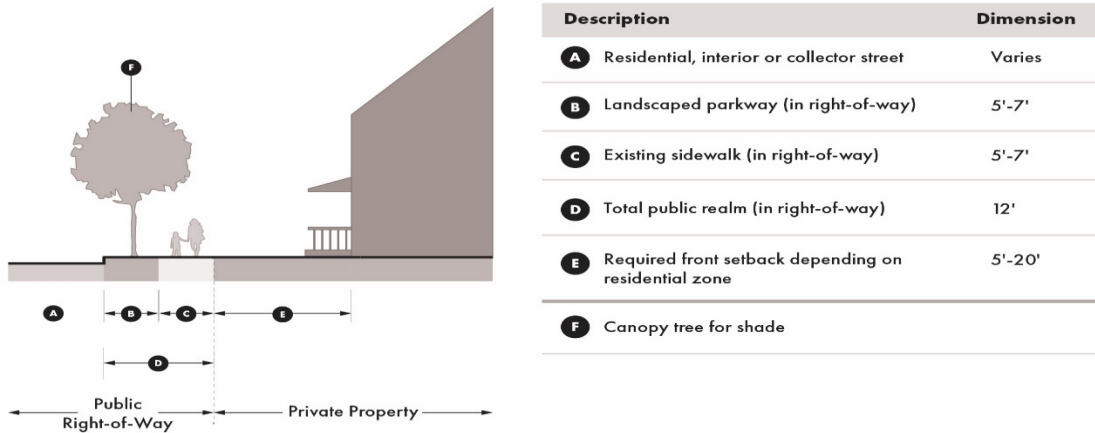 F
A
B
C
E
D
Public
Right-of-Way
Private Property
Description Dimension
A Residential, interior or collector street Varies
B Landscaped parkway (in right-of-way) 5'-7'
C Existing sidewalk (in right-of-way) 5'-7'
D Total public realm (in right-of-way) 12'
E Required front setback depending on 5'-20'
residential zone
F Canopy tree for shade